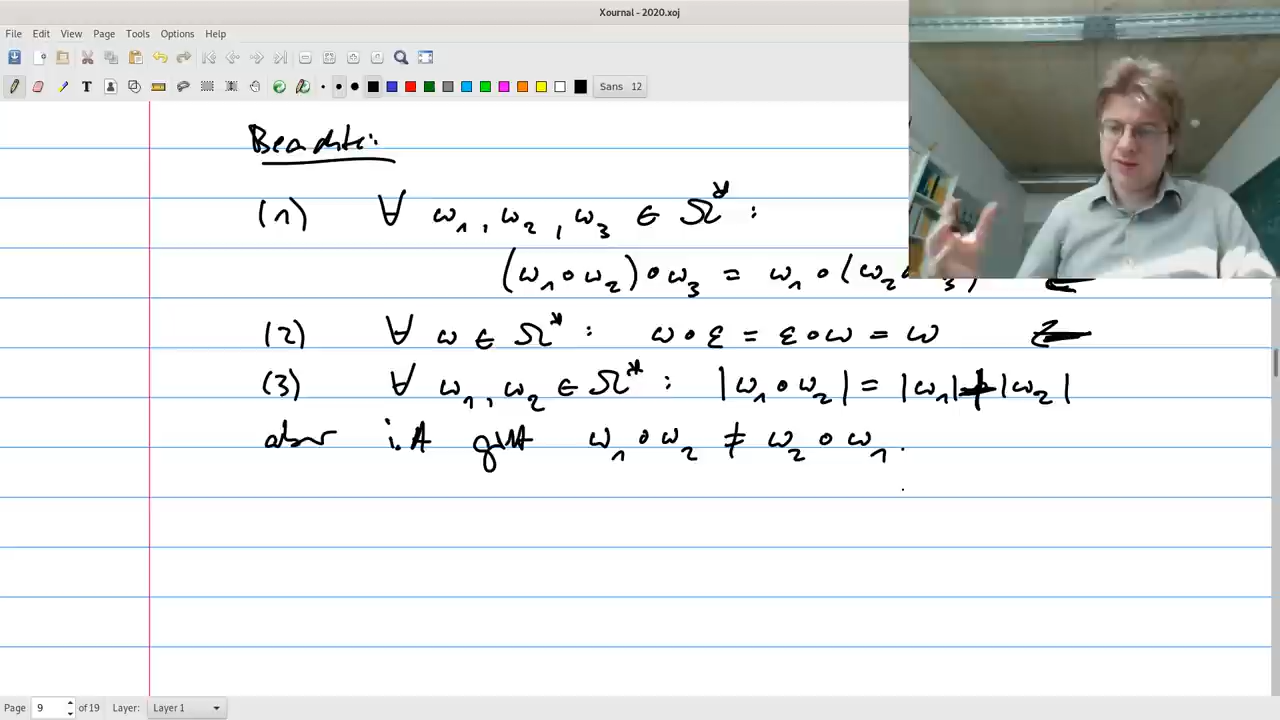 Xournal - 2020.xoj
File Edit View Page Tools Options Help
Sans 12
Beachte:
(1) ∀ ω₁, ω₂, ω₃ ∈ Ω* :
(ω₁ ∘ ω₂) ∘ ω₃ = ω₁ ∘ (ω₂ ₃)
(2) ∀ ω ∈ Ω* : ω ∘ ε = ε ∘ ω = ω
(3) ∀ ω₁, ω₂ ∈ Ω* : |ω₁ ∘ ω₂| = |ω₁| + |ω₂|
aber i.A gilt ω₁ ∘ ω₂ ≠ ω₂ ∘ ω₁.
Page 9 of 19 Layer: Layer 1